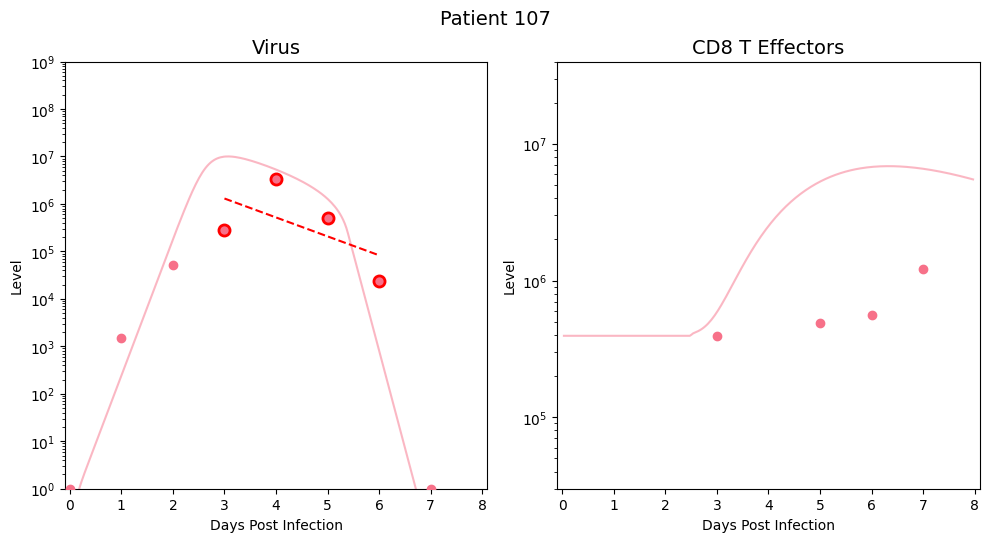 Patient 107
Virus
CD8 T Effectors
Level
10^9
10^8
10^7
10^6
10^5
10^4
10^3
10^2
10^1
10^0
0 1 2 3 4 5 6 7 8
Days Post Infection
Level
10^7
10^6
10^5
0 1 2 3 4 5 6 7 8
Days Post Infection